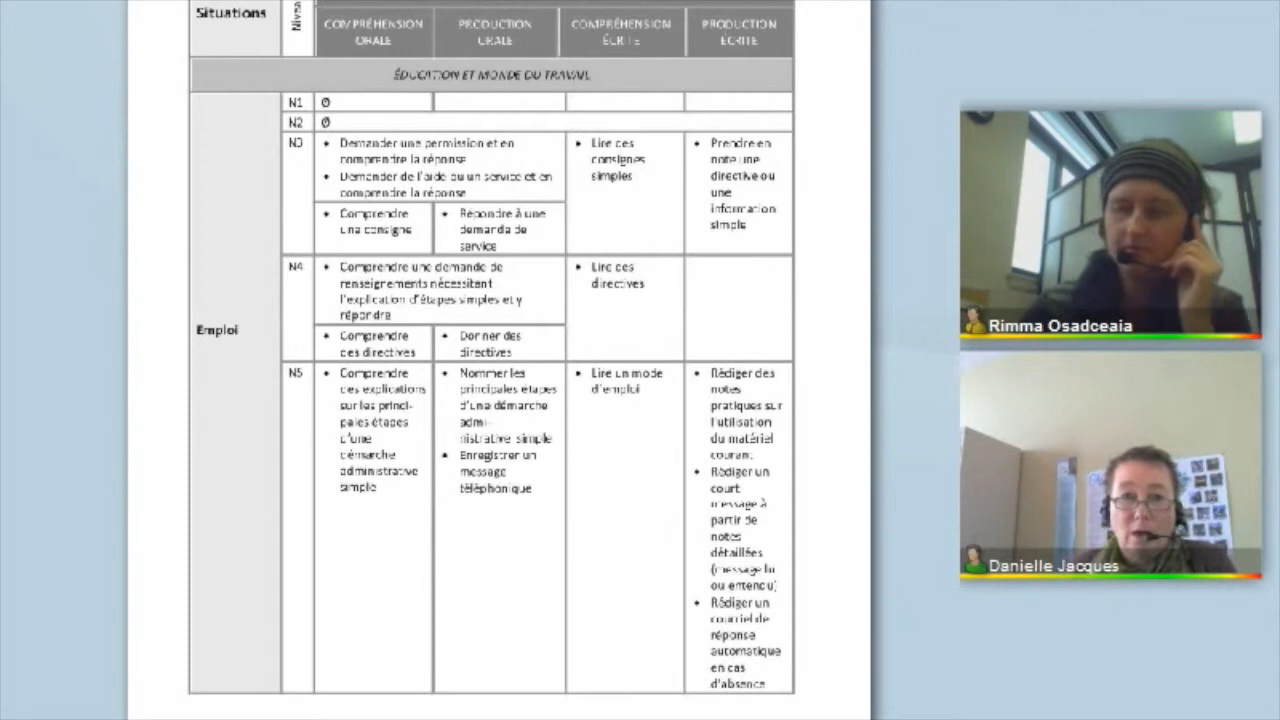 Situations
Nivea
COMPRÉHENSION
ORALE
PRODUCTION
ORALE
COMPRÉHENSION
ÉCRITE
PRODUCTION
ÉCRITE
ÉDUCATION ET MONDE DU TRAVAIL
Emploi
N1 Ø
N2 Ø
N3
• Demander une permission et en
comprendre la réponse
• Demander de l'aide ou un service et en
comprendre la réponse
• Comprendre
une consigne
• Répondre à une
demande de
service
• Lire des
consignes
simples
• Prendre en
note une
directive ou
une
information
simple
N4
• Comprendre une demande de
renseignements nécessitant
l'explication d'étapes simples et y
répondre
• Comprendre
des directives
• Donner des
directives
• Lire des
directives
N5
• Comprendre
des explications
sur les princi-
pales étapes
d'une
démarche
administrative
simple
• Nommer les
principales étapes
d'une démarche
admi-
nistrative simple
• Enregistrer un
message
téléphonique
• Lire un mode
d'emploi
• Rédiger des
notes
pratiques sur
l'utilisation
du matériel
courant
• Rédiger un
court
message à
partir de
notes
détaillées
(message lu
ou entendu)
• Rédiger un
courriel de
réponse
automatique
en cas
d'absence
Rimma Osadceaia
Danielle Jacques